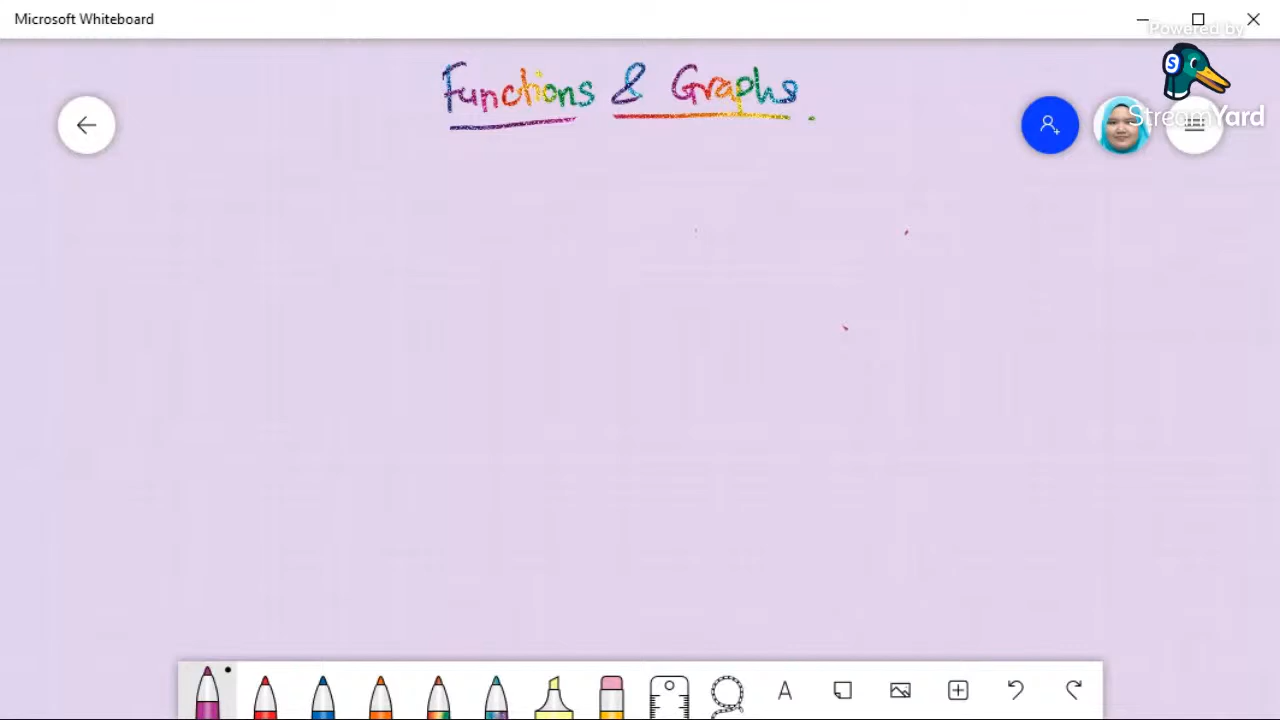 Microsoft Whiteboard
Powered by
Functions & Graphs.
S
StreamYard
A